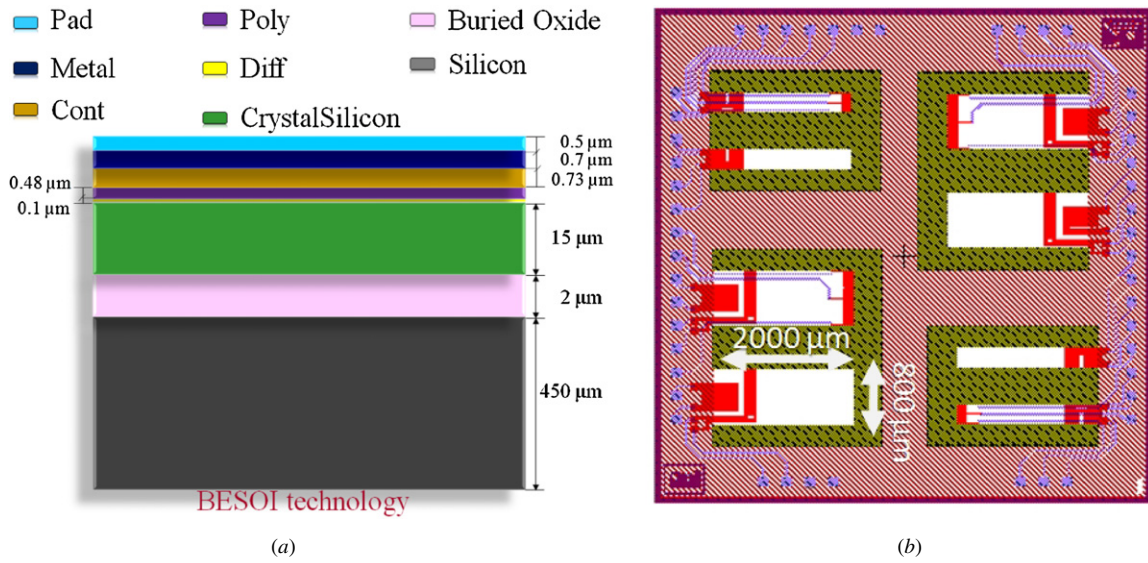 Pad
Poly
Buried Oxide
Metal
Diff
Silicon
Cont
CrystalSilicon
0.5 µm
0.7 µm
0.48 µm
0.73 µm
0.1 µm
15 µm
2 µm
450 µm
BESOI technology
(a)
2000 µm
800 µm
(b)